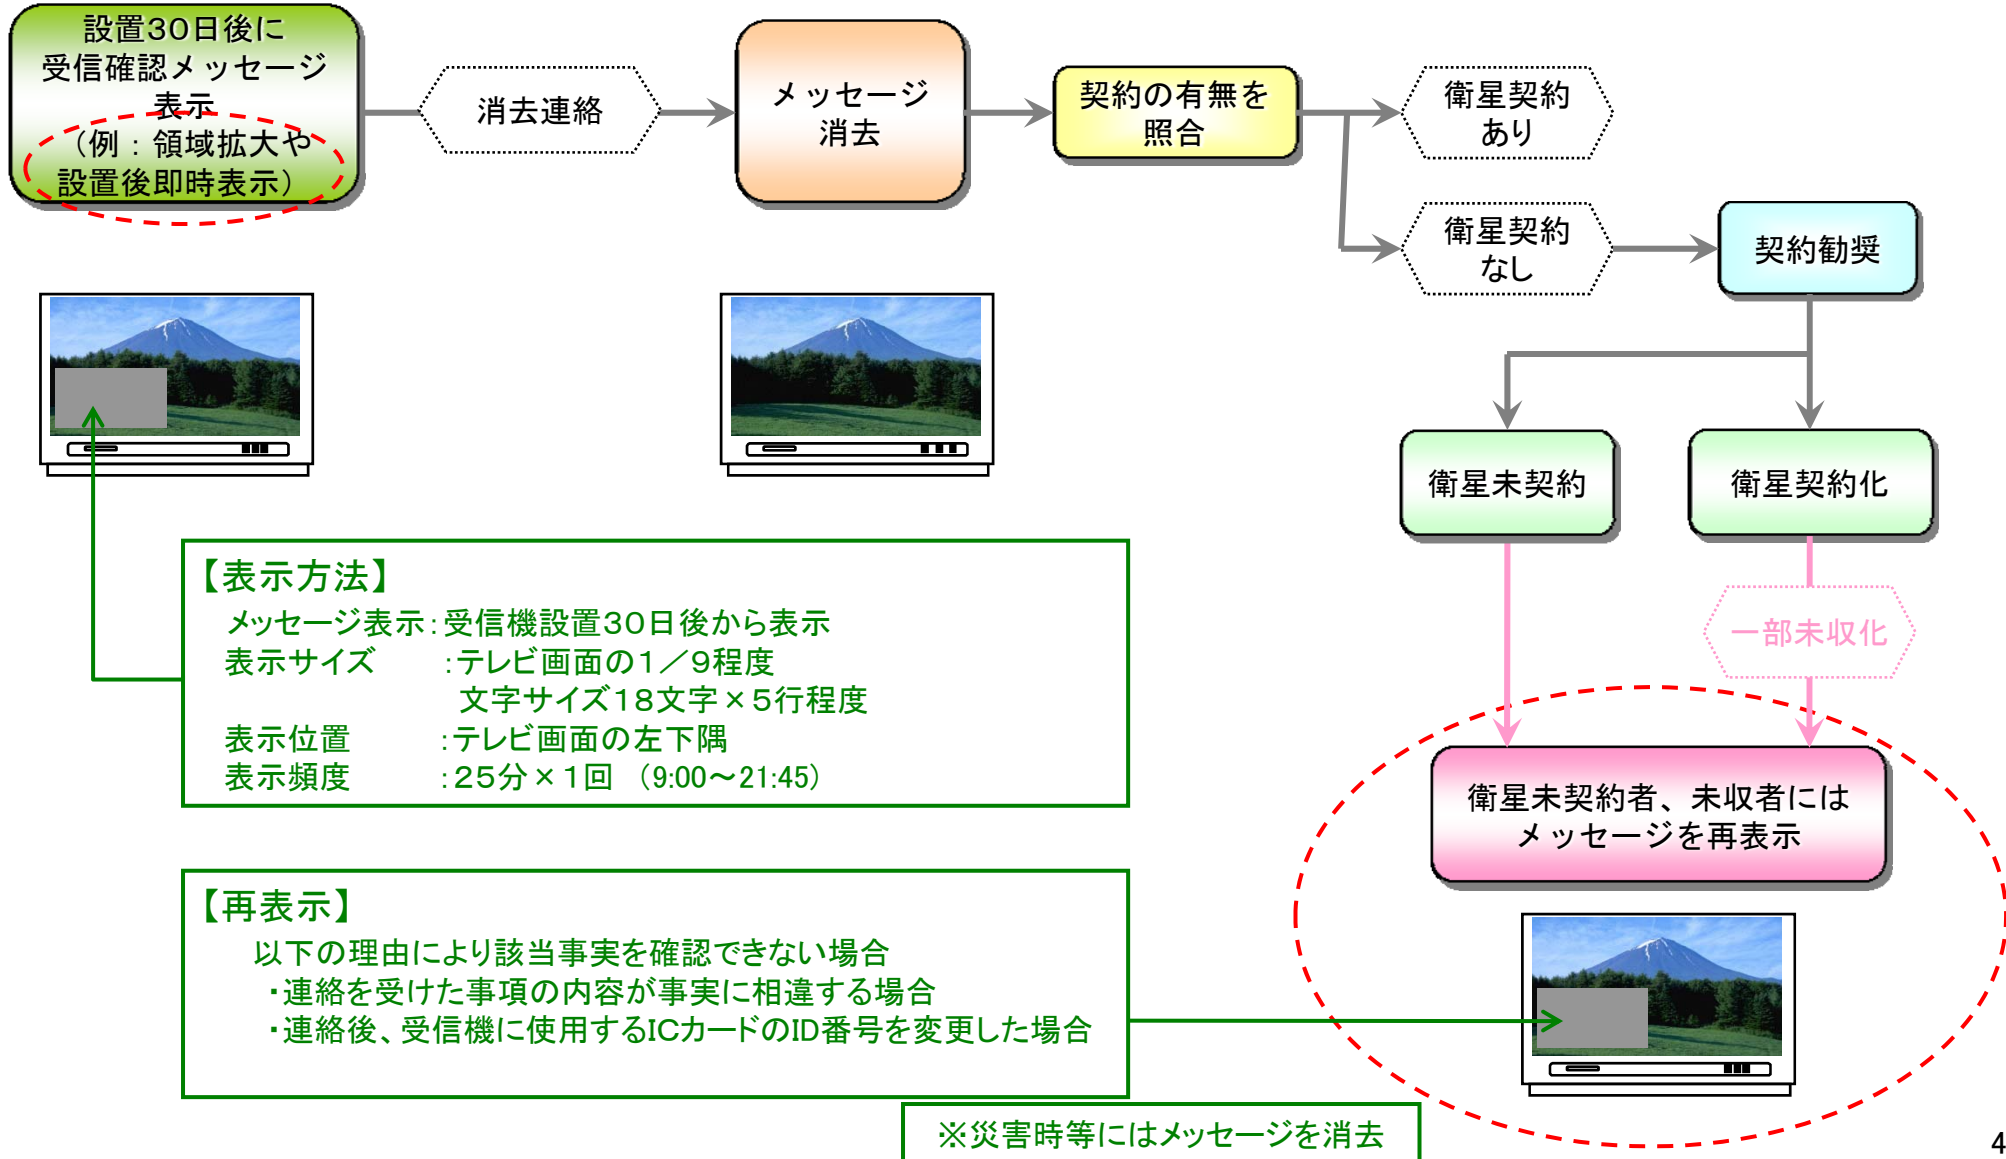 設置３０日後に
受信確認メッセージ
表示
（例：領域拡大や
設置後即時表示）
消去連絡
メッセージ
消去
契約の有無を
照合
衛星契約
あり
衛星契約
なし
契約勧奨
衛星未契約
衛星契約化
一部未収化
衛星未契約者、未収者には
メッセージを再表示
【表示方法】
メッセージ表示：受信機設置３０日後から表示
表示サイズ　　：テレビ画面の１／９程度
文字サイズ１８文字×５行程度
表示位置　　　：テレビ画面の左下隅
表示頻度　　　：２５分×１回　（9:00～21:45）
【再表示】
以下の理由により該当事実を確認できない場合
・連絡を受けた事項の内容が事実に相違する場合
・連絡後、受信機に使用するICカードのID番号を変更した場合
※災害時等にはメッセージを消去
4